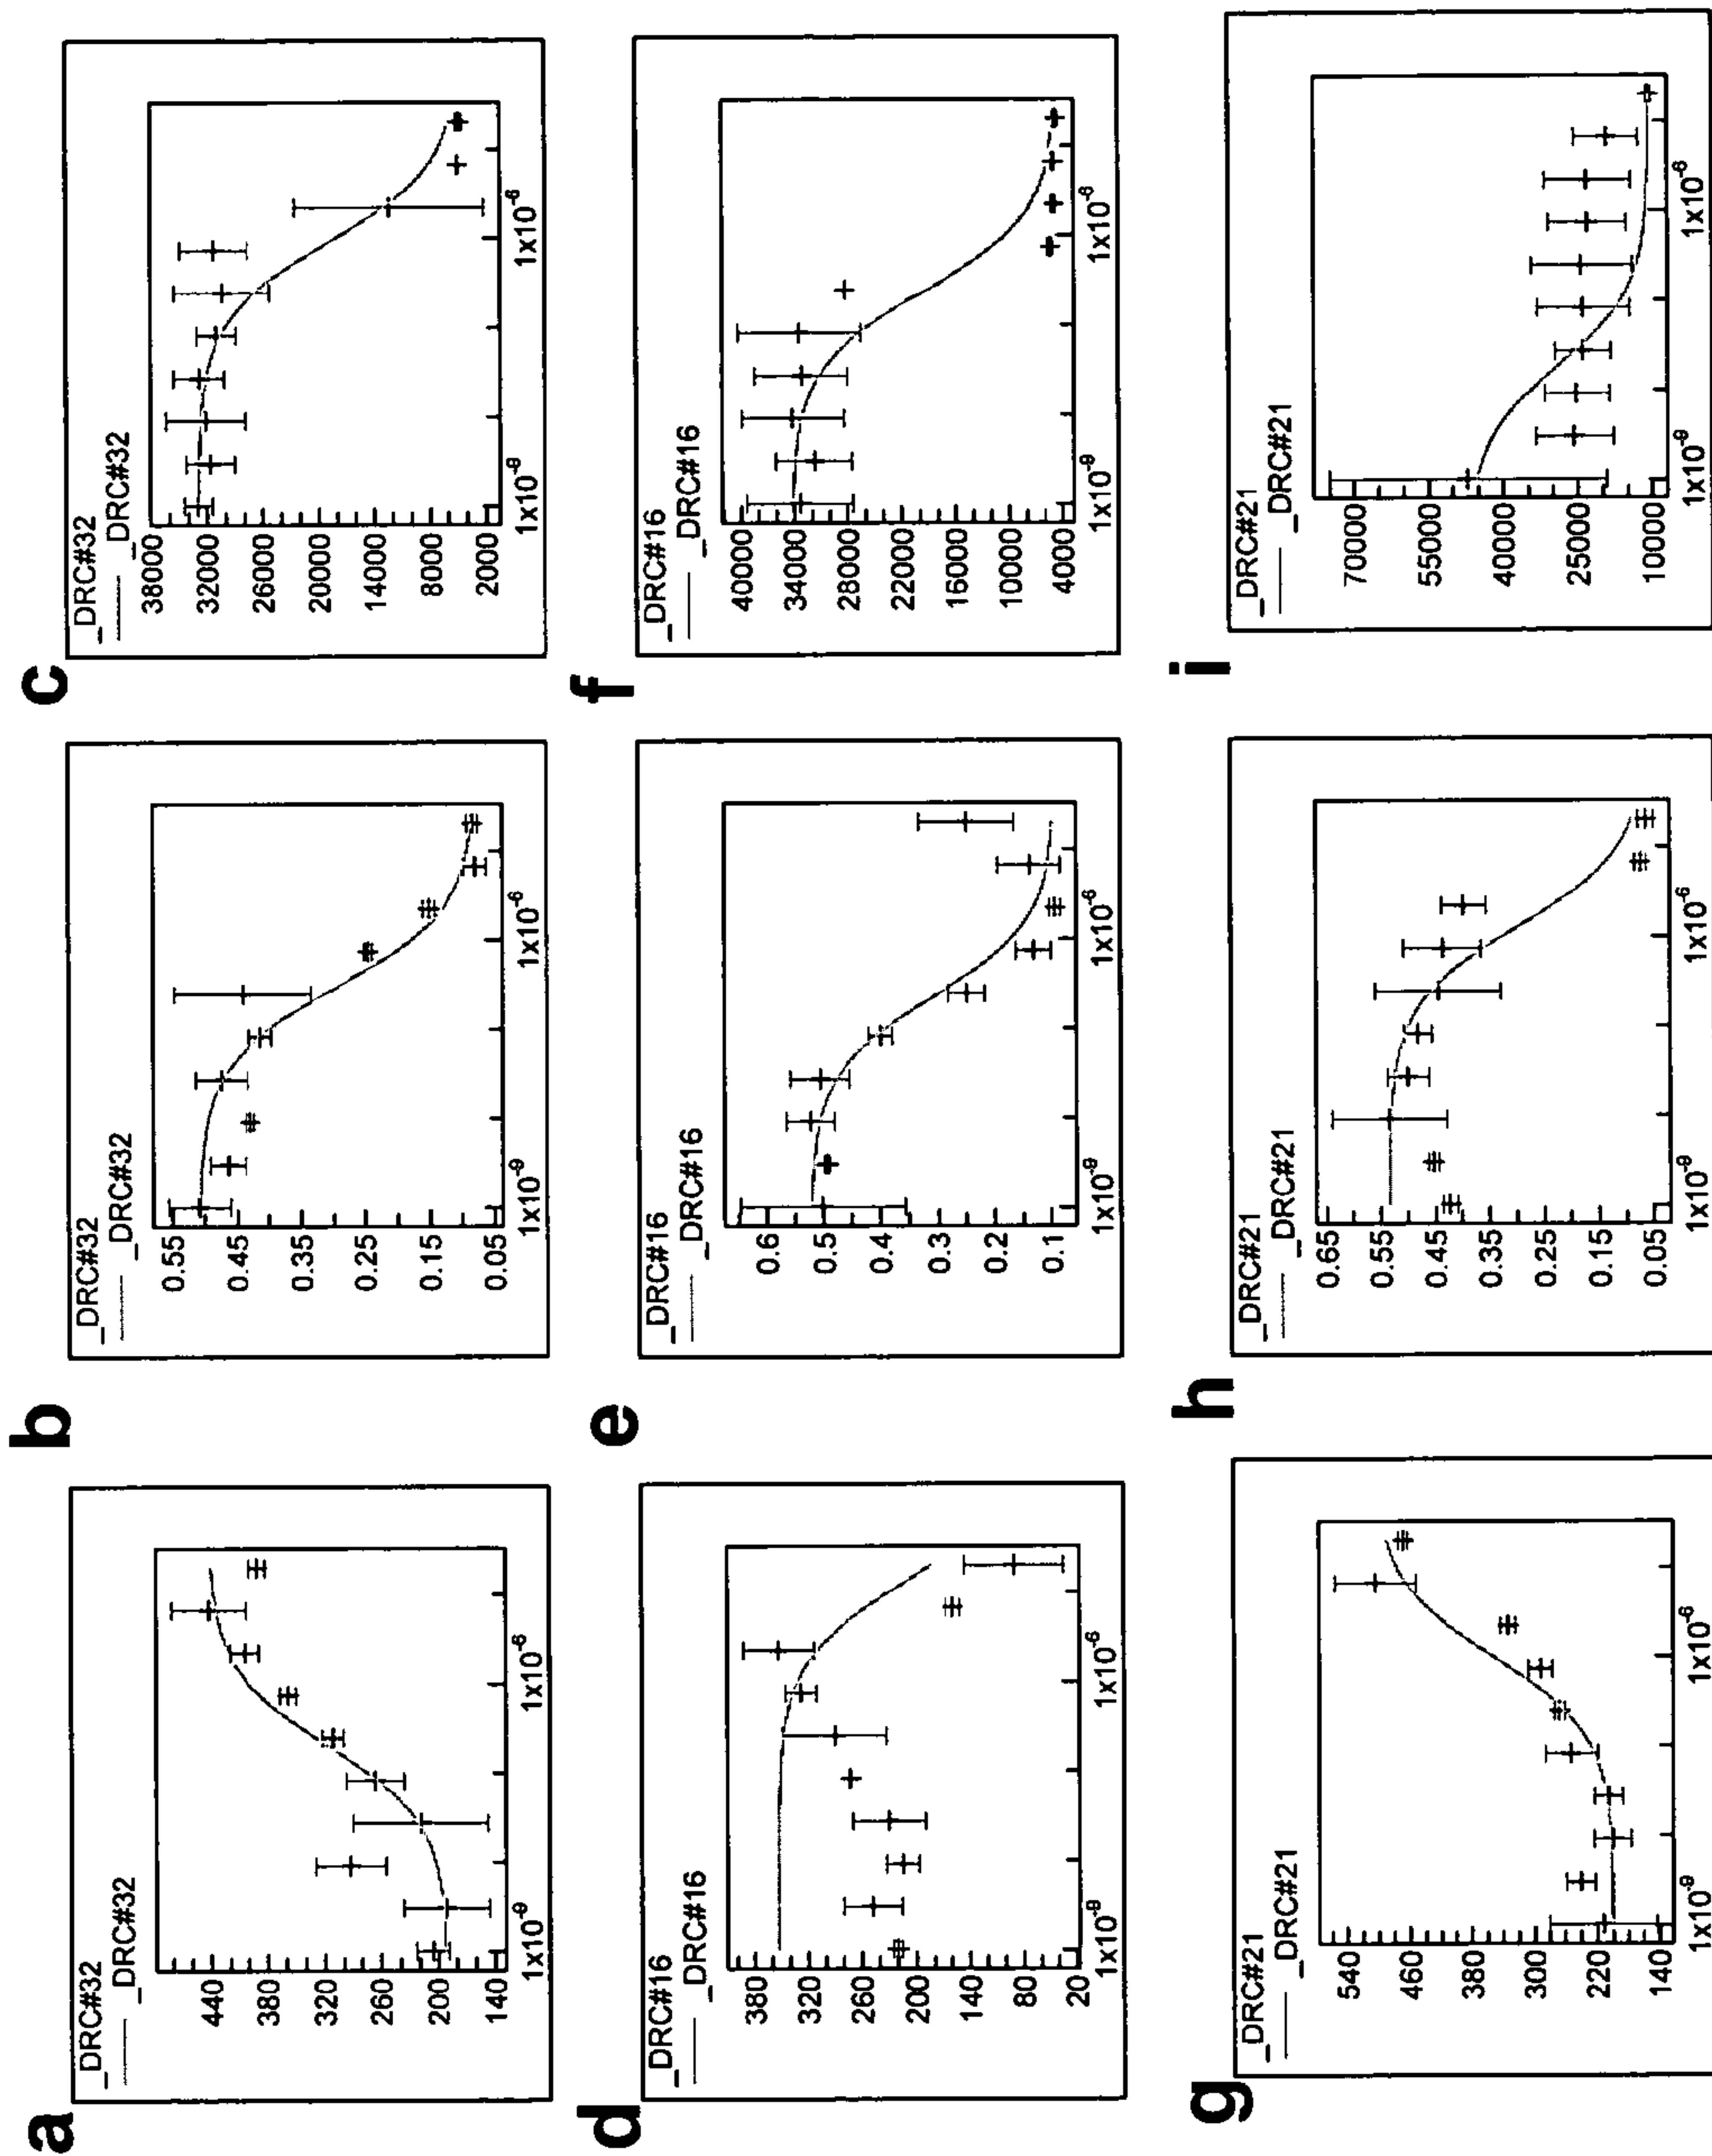 a
_DRC#32
_DRC#32
440
380
320
260
200
140
1x10⁻⁹
1x10⁻⁶
b
_DRC#32
_DRC#32
0.55
0.45
0.35
0.25
0.15
0.05
1x10⁻⁹
1x10⁻⁶
c
_DRC#32
_DRC#32
38000
32000
26000
20000
14000
8000
2000
1x10⁻⁹
1x10⁻⁶
d
_DRC#16
_DRC#16
380
320
260
200
140
80
20
1x10⁻⁹
1x10⁻⁶
e
_DRC#16
_DRC#16
0.6
0.5
0.4
0.3
0.2
0.1
1x10⁻⁹
1x10⁻⁶
f
_DRC#16
_DRC#16
40000
34000
28000
22000
16000
10000
4000
1x10⁻⁹
1x10⁻⁶
g
_DRC#21
_DRC#21
540
460
380
300
220
140
1x10⁻⁹
1x10⁻⁶
h
_DRC#21
_DRC#21
0.65
0.55
0.45
0.35
0.25
0.15
0.05
1x10⁻⁹
1x10⁻⁶
i
_DRC#21
_DRC#21
70000
55000
40000
25000
10000
1x10⁻⁹
1x10⁻⁶